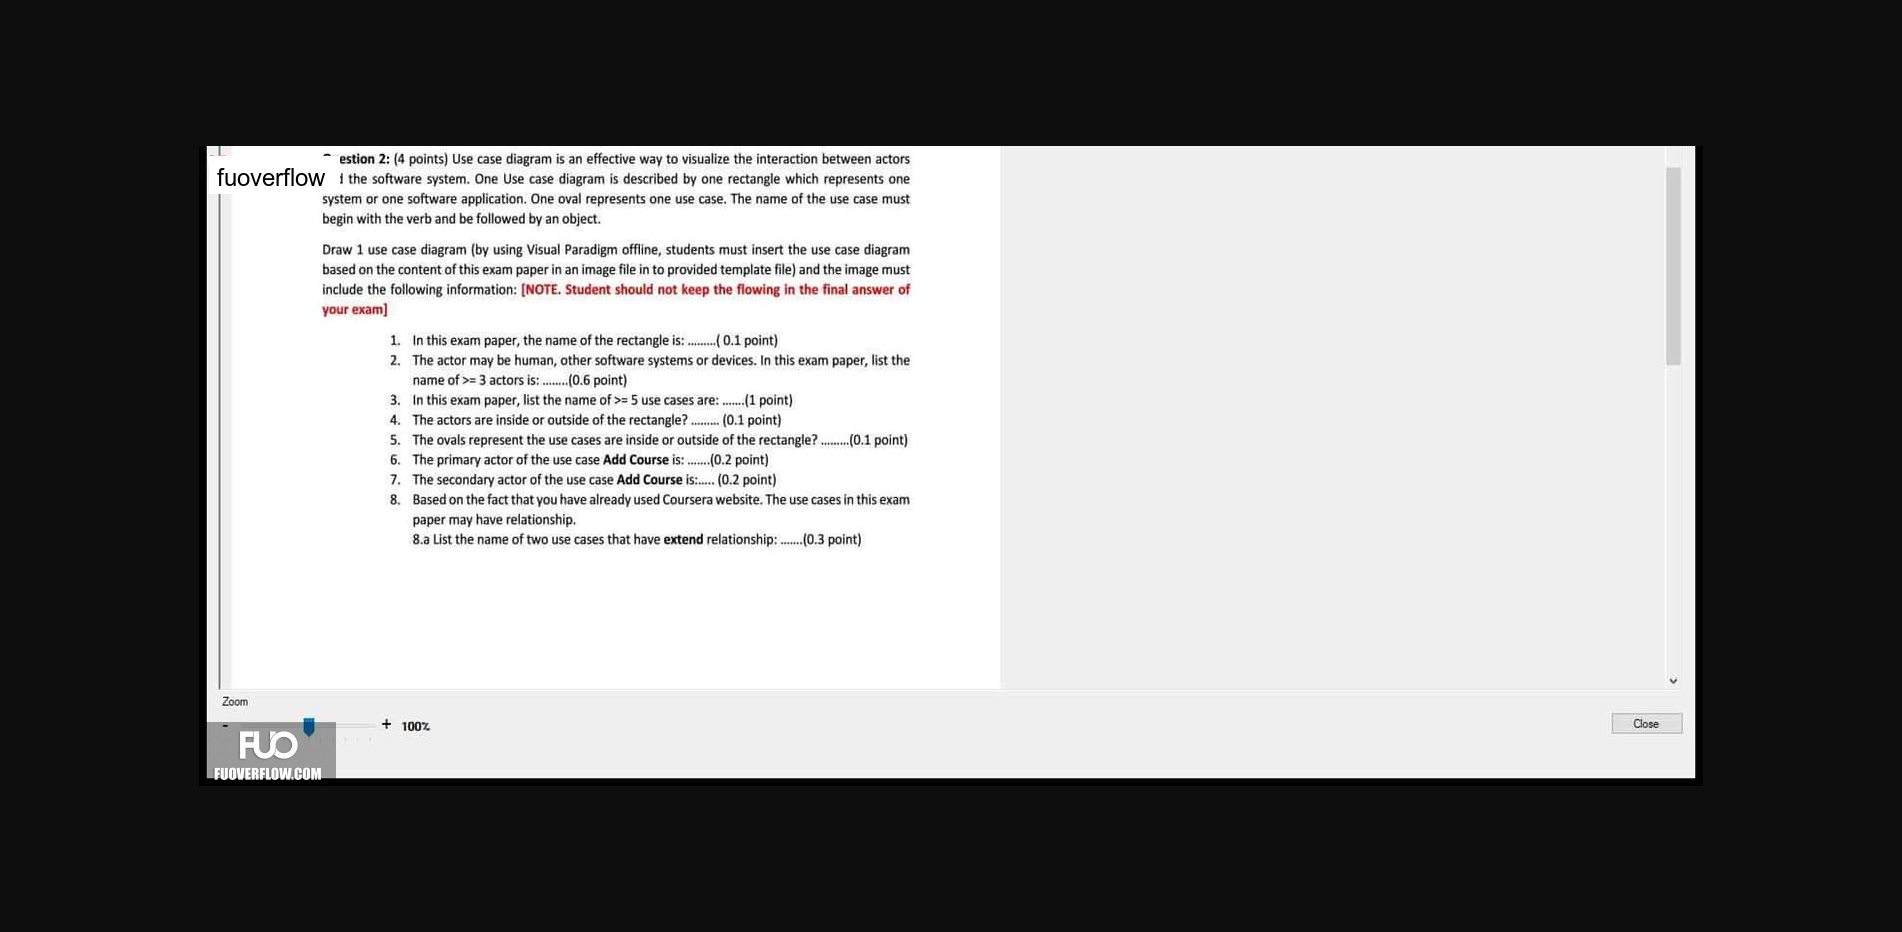 estion 2: (4 points) Use case diagram is an effective way to visualize the interaction between actors
fuoverflow
the software system. One Use case diagram is described by one rectangle which represents one
system or one software application. One oval represents one use case. The name of the use case must
begin with the verb and be followed by an object.
Draw 1 use case diagram (by using Visual Paradigm offline, students must insert the use case diagram
based on the content of this exam paper in an image file in to provided template file) and the image must
include the following information: [NOTE. Student should not keep the flowing in the final answer of
your exam]
1. In this exam paper, the name of the rectangle is: .........( 0.1 point)
2. The actor may be human, other software systems or devices. In this exam paper, list the
name of >= 3 actors is: ........(0.6 point)
3. In this exam paper, list the name of >= 5 use cases are: .......(1 point)
4. The actors are inside or outside of the rectangle? ......... (0.1 point)
5. The ovals represent the use cases are inside or outside of the rectangle? .........(0.1 point)
6. The primary actor of the use case Add Course is: .......(0.2 point)
7. The secondary actor of the use case Add Course is:..... (0.2 point)
8. Based on the fact that you have already used Coursera website. The use cases in this exam
paper may have relationship.
8.a List the name of two use cases that have extend relationship: .......(0.3 point)
Zoom
- + 100%
Close
FUO
FUOVERFLOW.COM